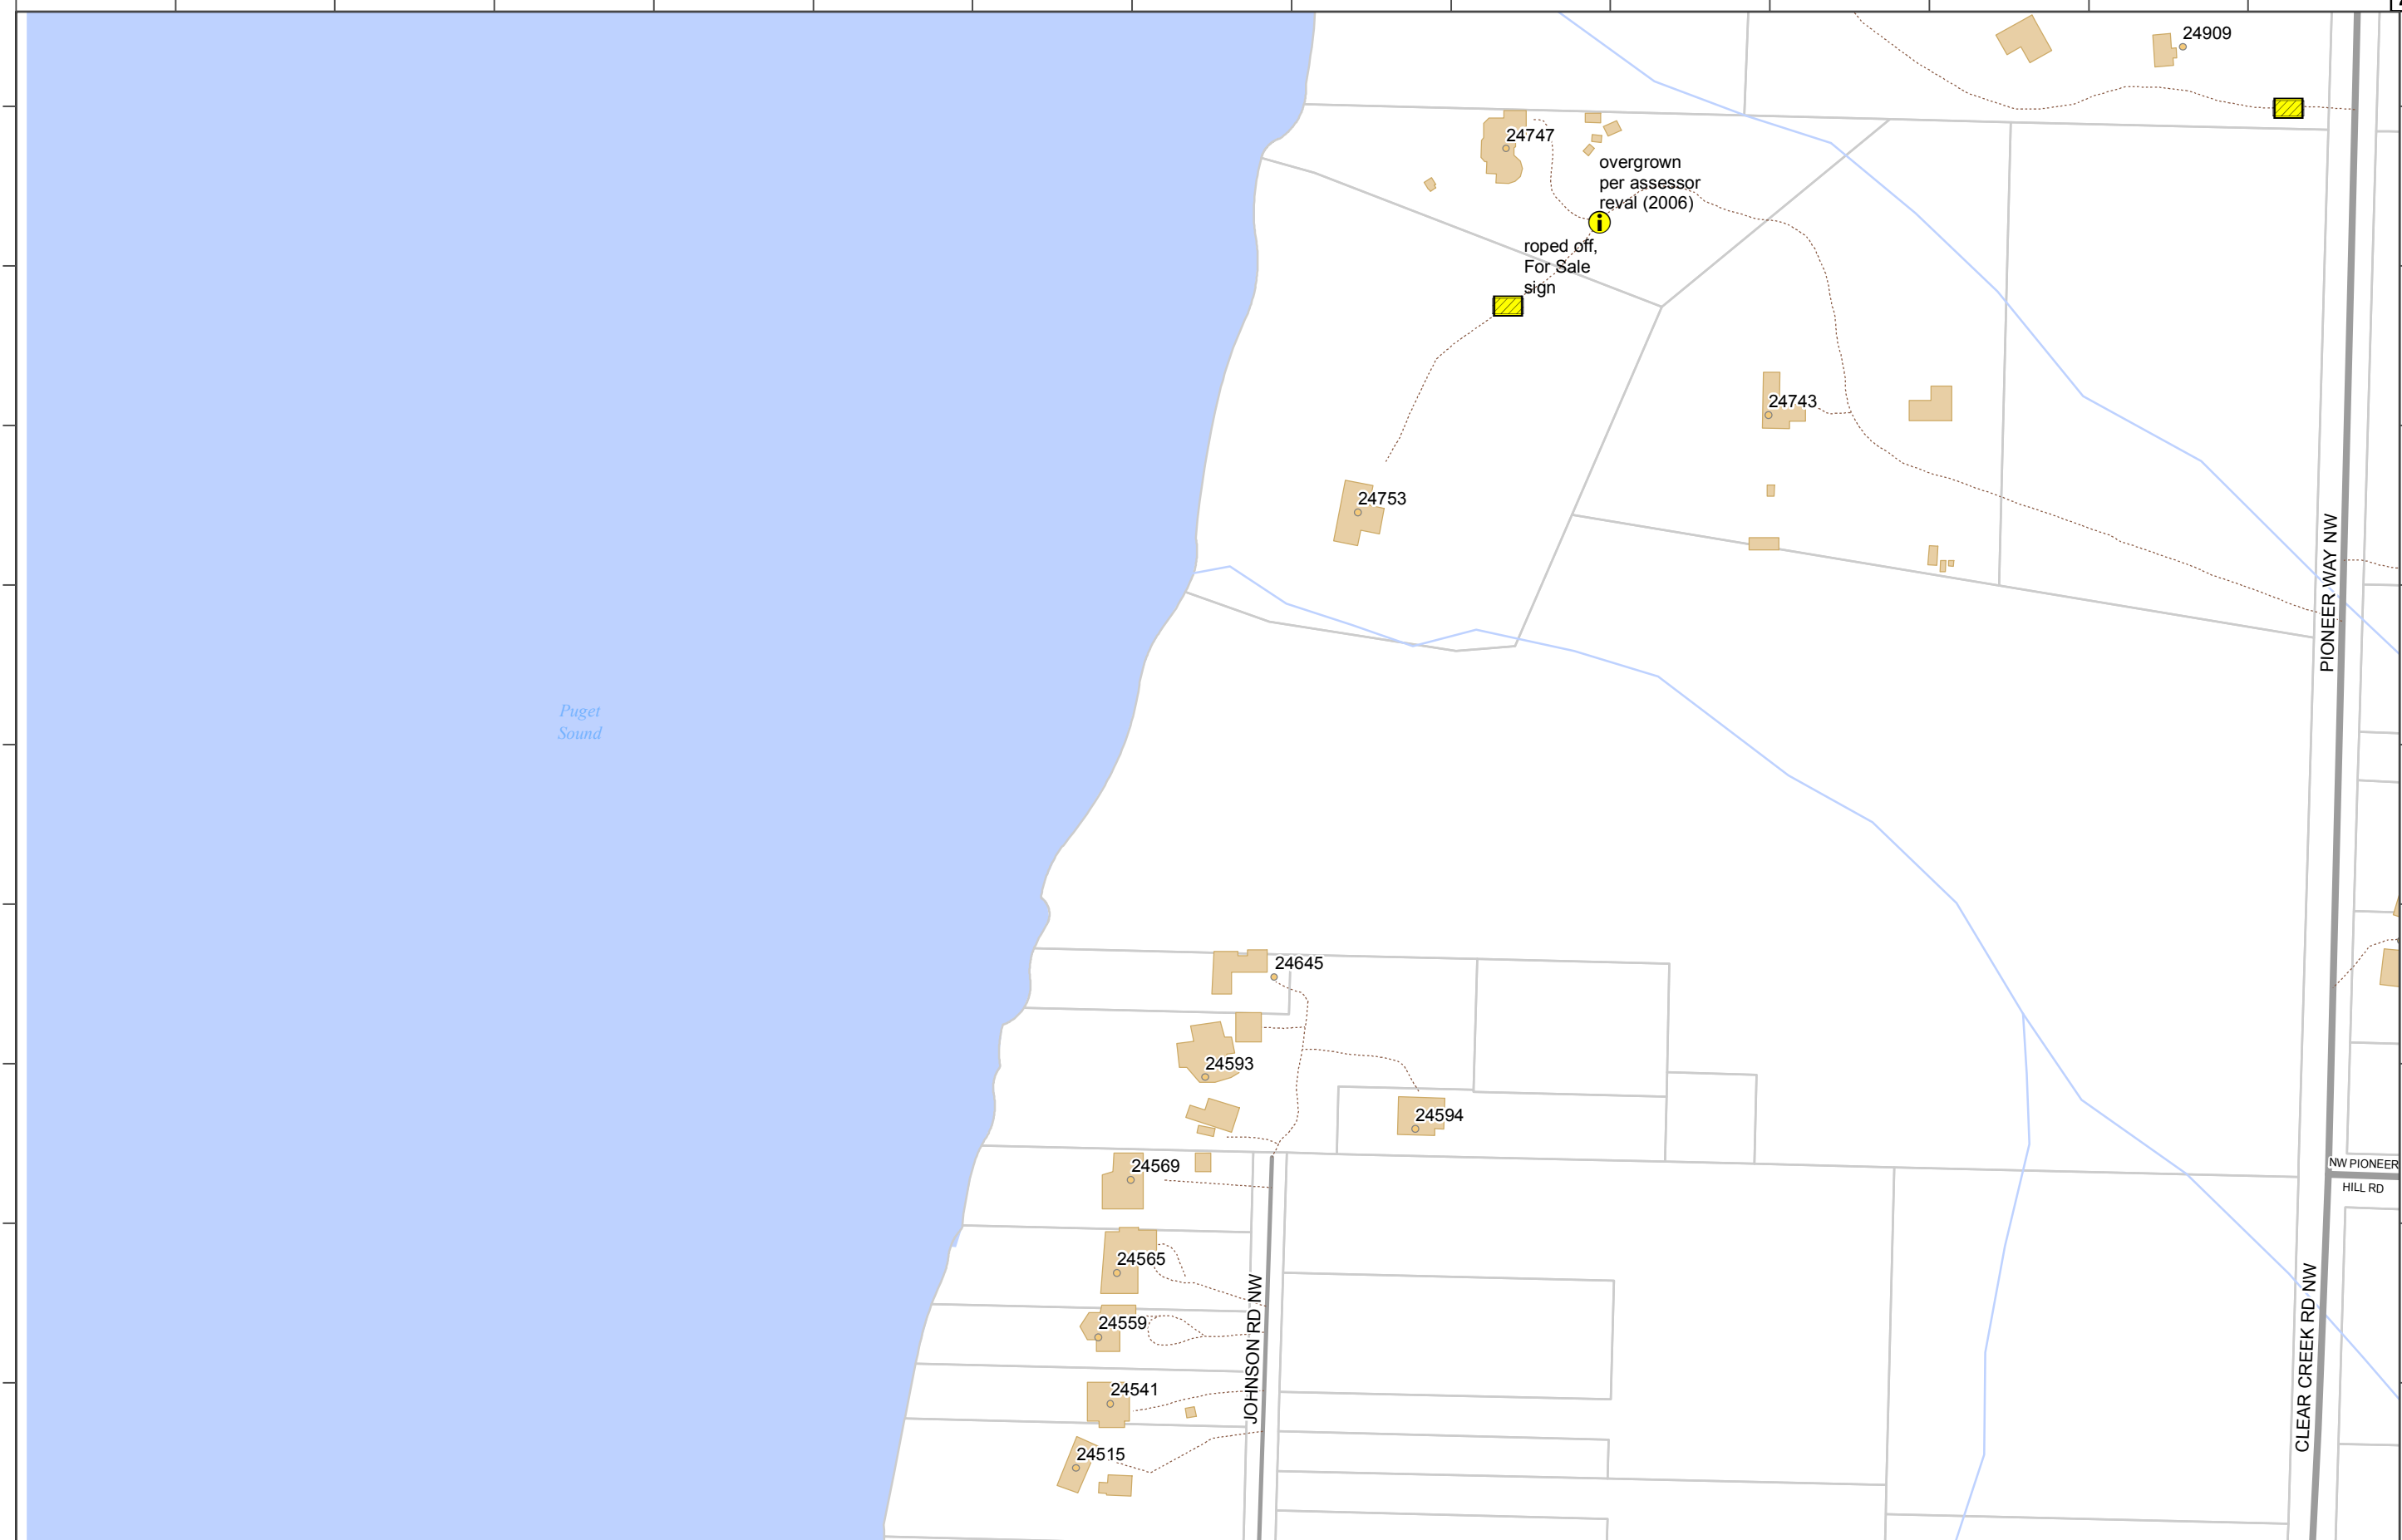 24909
24747
overgrown
per assessor
reval (2006)
roped off,
For Sale
sign
24743
24753
PIONEER WAY NW
Puget
Sound
24645
24593
24594
24569
NW PIONEER
HILL RD
24565
24559
JOHNSON RD NW
CLEAR CREEK RD NW
24541
24515